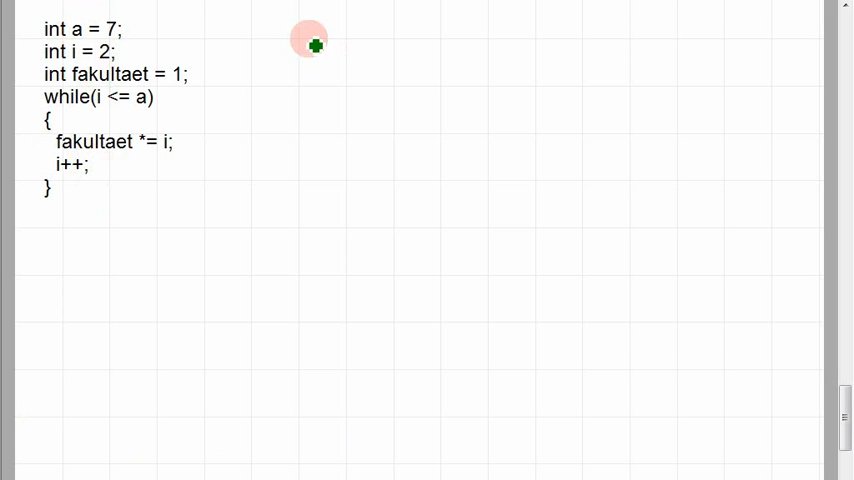 int a = 7;
int i = 2;
int fakultaet = 1;
while(i <= a)
{
fakultaet *= i;
i++;
}